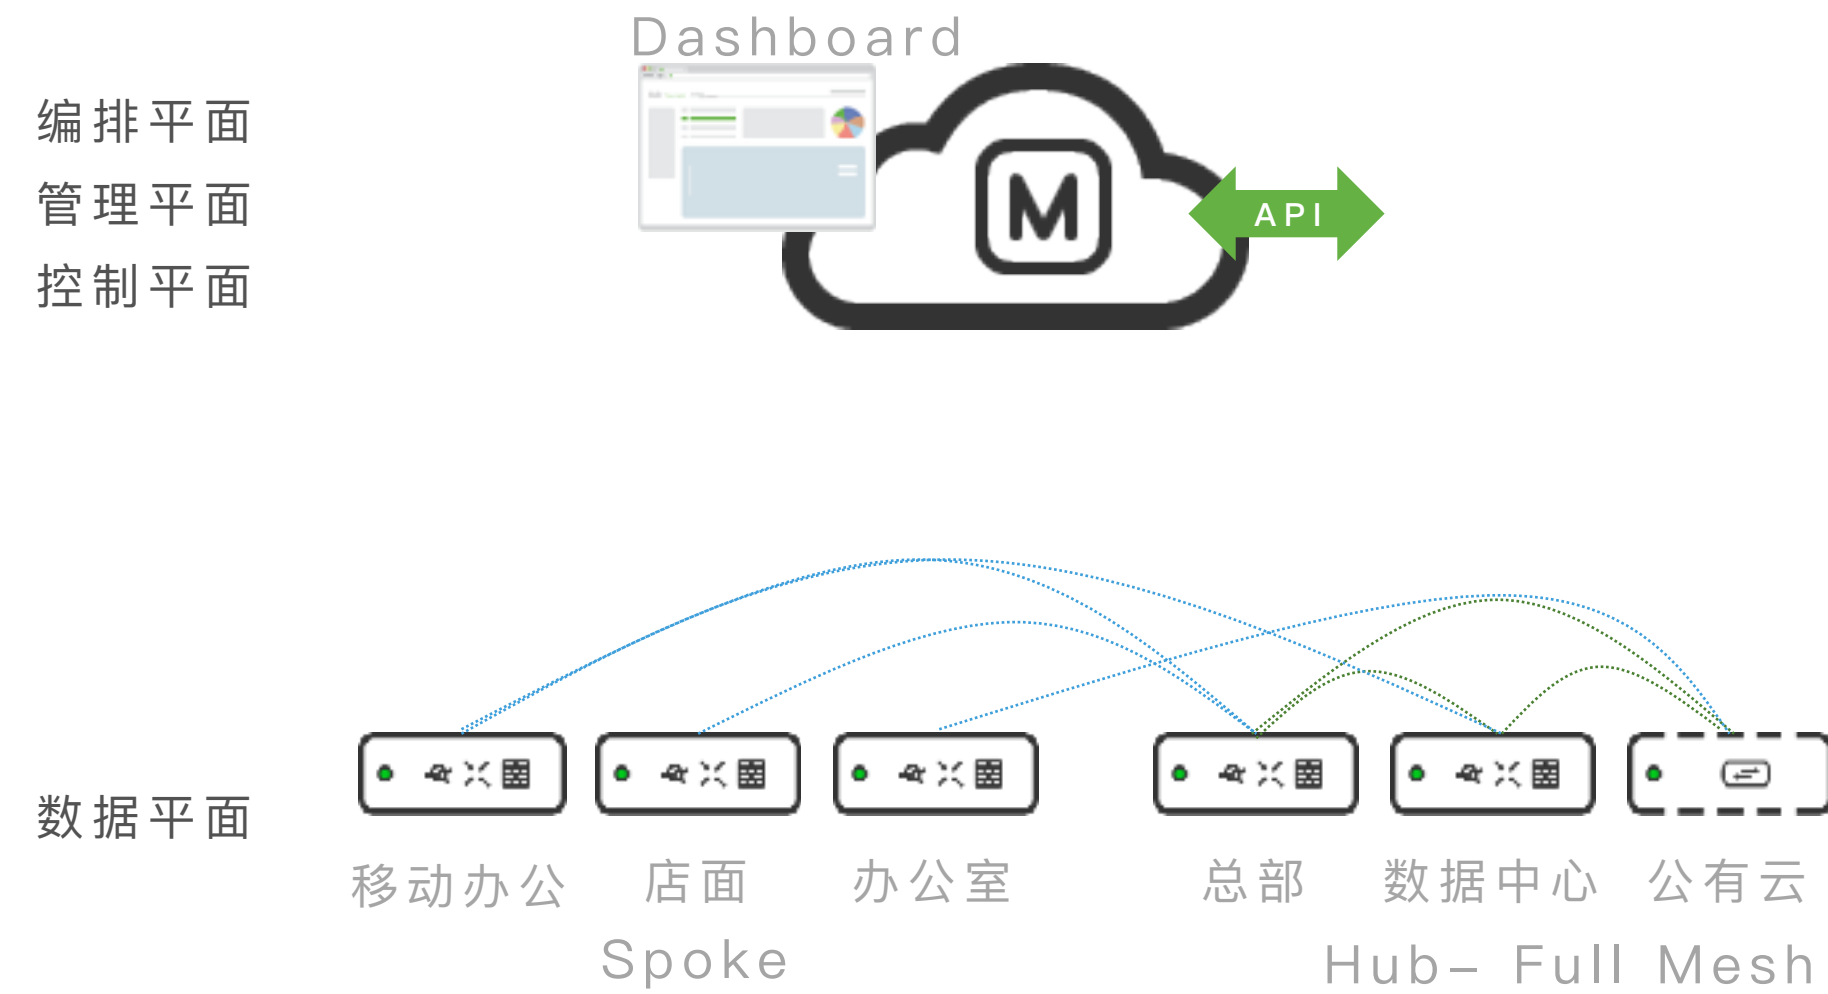 Dashboard
编排平面
管理平面
控制平面
M
API
数据平面
移动办公
店面
办公室
总部
数据中心
公有云
Spoke
Hub– Full Mesh